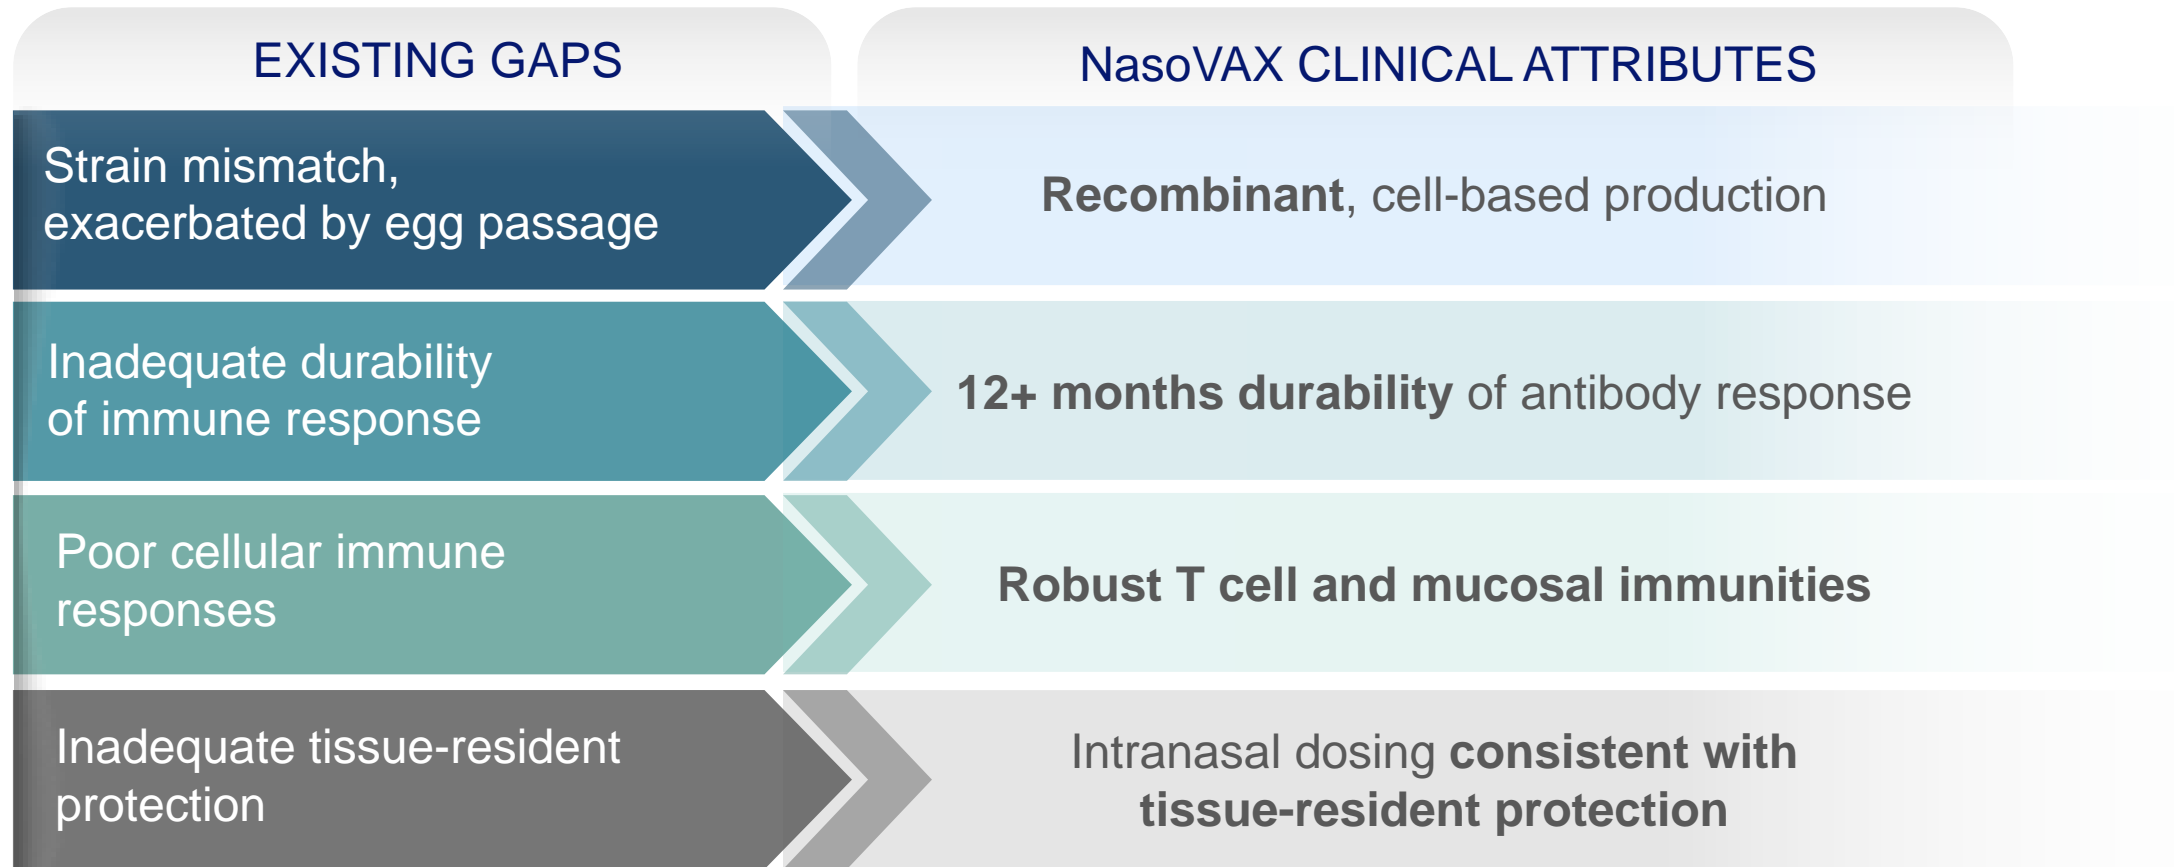 EXISTING GAPS
NasoVAX CLINICAL ATTRIBUTES
Strain mismatch,
exacerbated by egg passage
Recombinant, cell-based production
Inadequate durability
of immune response
12+ months durability of antibody response
Poor cellular immune
responses
Robust T cell and mucosal immunities
Inadequate tissue-resident
protection
Intranasal dosing consistent with
tissue-resident protection